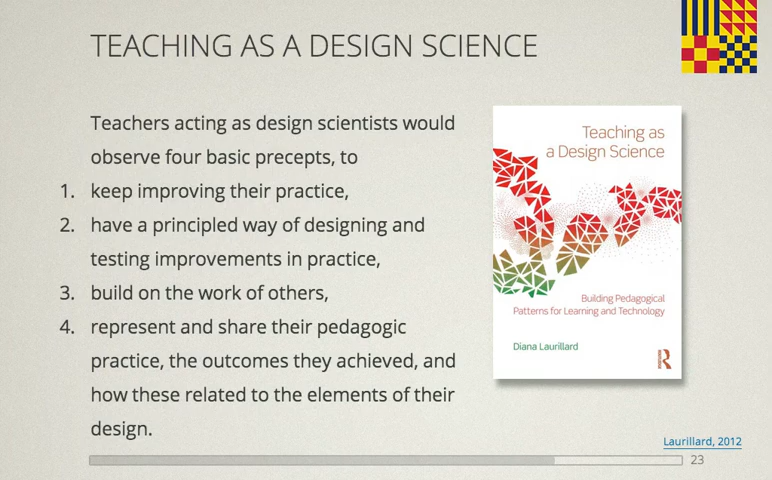 TEACHING AS A DESIGN SCIENCE
Teachers acting as design scientists would
observe four basic precepts, to
1. keep improving their practice,
2. have a principled way of designing and
testing improvements in practice,
3. build on the work of others,
4. represent and share their pedagogic
practice, the outcomes they achieved, and
how these related to the elements of their
design.
Teaching as
a Design Science
Building Pedagogical
Patterns for Learning and Technology
Diana Laurillard
R
Laurillard, 2012
23